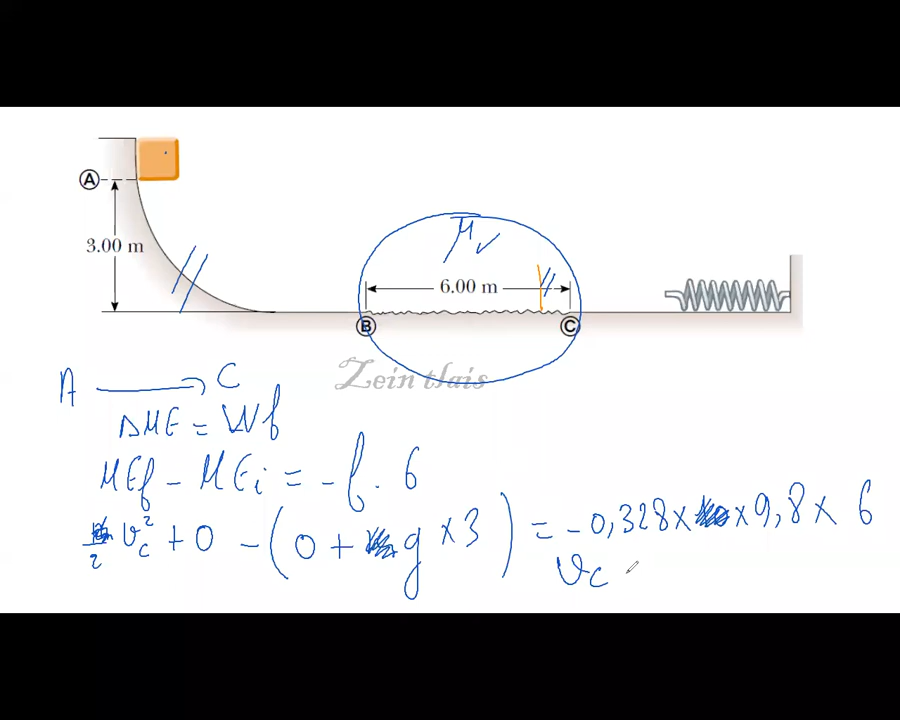 A
3.00 m
μ
6.00 m
B
C
Zein tlais
A → C
ΔME = Wf
MEf - MEi = -f . 6
1/2 vc² + 0 - (0 + g × 3) = -0,328 × × 9,8 × 6
vc